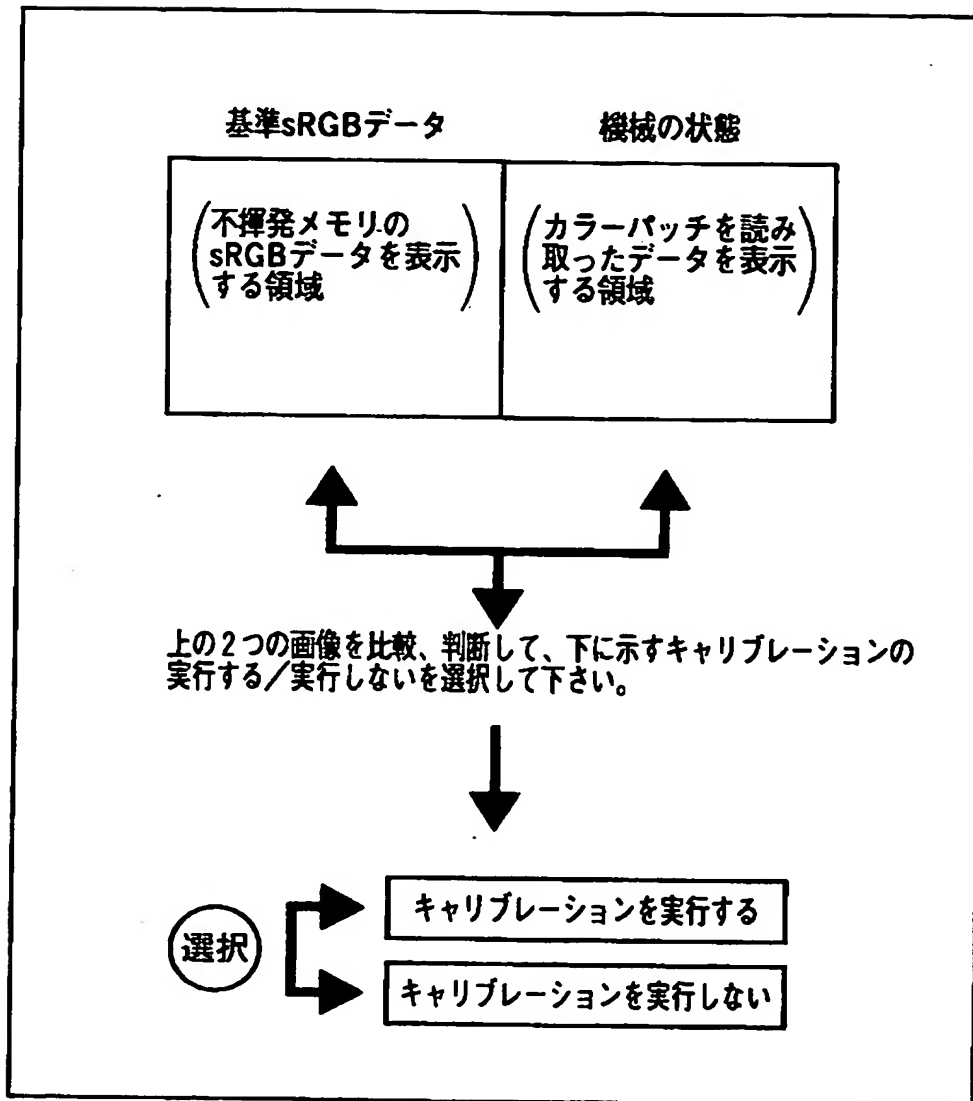 基準sRGBデータ
機械の状態
不揮発メモリの
sRGBデータを表示
する領域
カラーパッチを読み
取ったデータを表示
する領域
上の2つの画像を比較、判断して、下に示すキャリブレーションの
実行する/実行しないを選択して下さい。
選択
キャリブレーションを実行する
キャリブレーションを実行しない